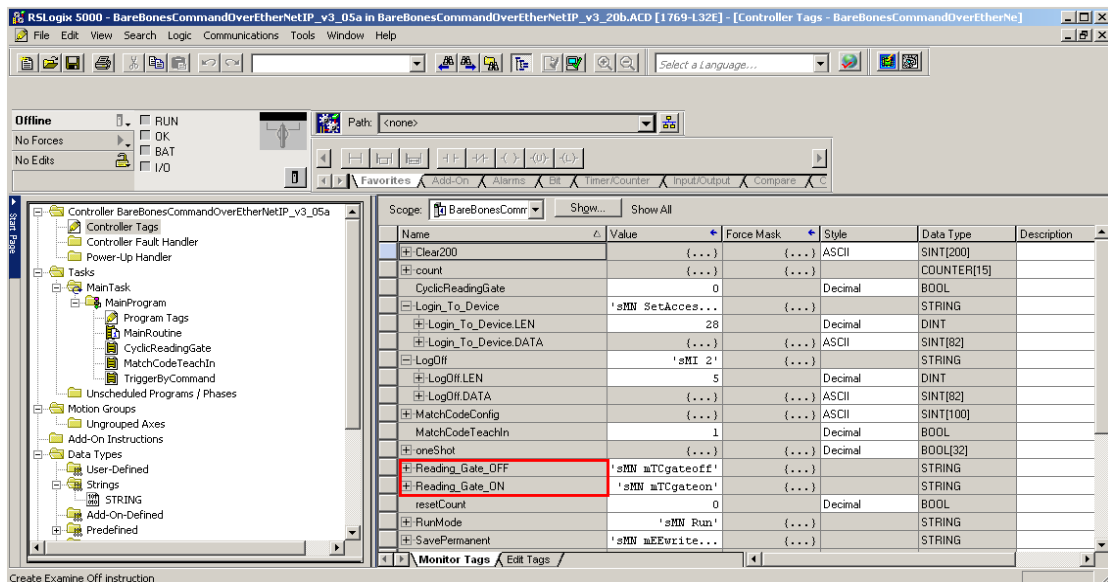 RSLogix 5000 - BareBonesCommandOverEtherNetIP_v3_05a in BareBonesCommandOverEtherNetIP_v3_20b.ACD [1769-L32E] - [Controller Tags - BareBonesCommandOverEtherNe]
File Edit View Search Logic Communications Tools Window Help
Select a Language...
Offline
RUN
No Forces
OK
No Edits
BAT
I/O
Path: <none>
Favorites Add-On Alarms Bit Timer/Counter Input/Output Compare C
Start Page
Controller BareBonesCommandOverEtherNetIP_v3_05a
Controller Tags
Controller Fault Handler
Power-Up Handler
Tasks
MainTask
MainProgram
Program Tags
MainRoutine
CyclicReadingGate
MatchCodeTeachIn
TriggerByCommand
Unscheduled Programs / Phases
Motion Groups
Ungrouped Axes
Add-On Instructions
Data Types
User-Defined
Strings
STRING
Add-On-Defined
Predefined
Scope: BareBonesComm Show... Show All
Name Value Force Mask Style Data Type Description
Clear200 {...} {...} ASCII SINT[200]
count {...} {...} COUNTER[15]
CyclicReadingGate 0 Decimal BOOL
Login_To_Device 'sMN SetAcces... {...} STRING
Login_To_Device.LEN 28 Decimal DINT
Login_To_Device.DATA {...} {...} ASCII SINT[82]
LogOff 'sMI 2' {...} STRING
LogOff.LEN 5 Decimal DINT
LogOff.DATA {...} {...} ASCII SINT[82]
MatchCodeConfig {...} {...} ASCII SINT[100]
MatchCodeTeachIn 1 Decimal BOOL
oneShot {...} {...} Decimal BOOL[32]
Reading_Gate_OFF 'sMN mTCgateoff' {...} STRING
Reading_Gate_ON 'sMN mTCgateon' {...} STRING
resetCount 0 Decimal BOOL
RunMode 'sMN Run' {...} STRING
SavePermanent 'sMN mEEwrite... {...} STRING
Monitor Tags Edit Tags
Create Examine Off instruction